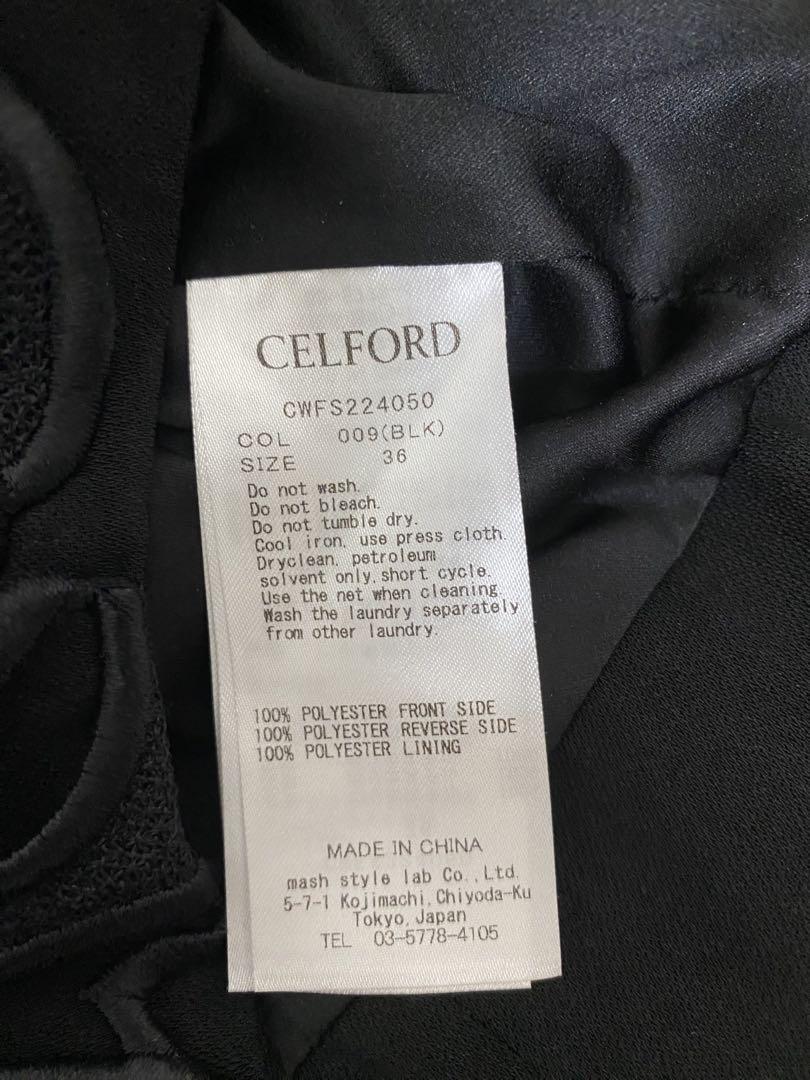 CELFORD
CWFS224050
COL 009(BLK)
SIZE 36
Do not wash.
Do not bleach.
Do not tumble dry.
Cool iron, use press cloth.
Dryclean, petroleum
solvent only, short cycle.
Use the net when cleaning.
Wash the laundry separately
from other laundry.
100% POLYESTER FRONT SIDE
100% POLYESTER REVERSE SIDE
100% POLYESTER LINING
MADE IN CHINA
mash style lab Co., Ltd.
5-7-1 Kojimachi, Chiyoda-Ku
Tokyo, Japan
TEL 03-5778-4105